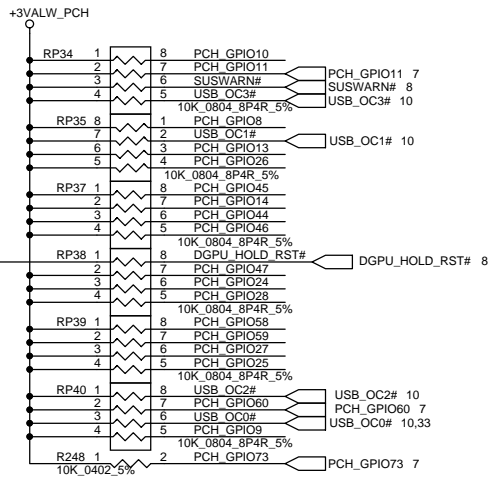 +3VALW_PCH
RP34 1 8 PCH_GPIO10
2 7 PCH_GPIO11 PCH_GPIO11 7
3 6 SUSWARN# SUSWARN# 8
4 5 USB_OC3# USB_OC3# 10
10K_0804_8P4R_5%
RP35 8 1 PCH_GPIO8
7 2 USB_OC1# USB_OC1# 10
6 3 PCH_GPIO13
5 4 PCH_GPIO26
10K_0804_8P4R_5%
RP37 1 8 PCH_GPIO45
2 7 PCH_GPIO14
3 6 PCH_GPIO44
4 5 PCH_GPIO46
10K_0804_8P4R_5%
RP38 1 8 DGPU_HOLD_RST# DGPU_HOLD_RST# 8
2 7 PCH_GPIO47
3 6 PCH_GPIO24
4 5 PCH_GPIO28
10K_0804_8P4R_5%
RP39 1 8 PCH_GPIO58
2 7 PCH_GPIO59
3 6 PCH_GPIO27
4 5 PCH_GPIO25
10K_0804_8P4R_5%
RP40 1 8 USB_OC2# USB_OC2# 10
2 7 PCH_GPIO60 PCH_GPIO60 7
3 6 USB_OC0# USB_OC0# 10,33
4 5 PCH_GPIO9
10K_0804_8P4R_5%
R248 1 2 PCH_GPIO73 PCH_GPIO73 7
10K_0402_5%